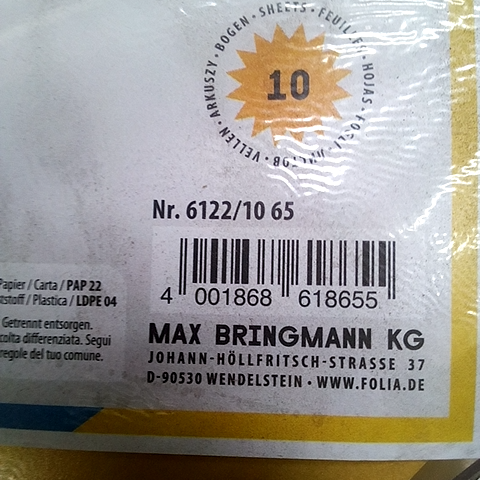 ARKUSZY · BOGEN · SHEETS · FEUILLES · HOJAS · FOGLI · · VELLEN ·
10
Nr. 6122/10 65
4 001868 618655
Papier / Carta / PAP 22
/ Plastica / LDPE 04
Getrennt entsorgen.
differenziata. Segui
regole del tuo comune.
MAX BRINGMANN KG
JOHANN-HÖLLFRITSCH-STRASSE 37
D-90530 WENDELSTEIN · WWW.FOLIA.DE